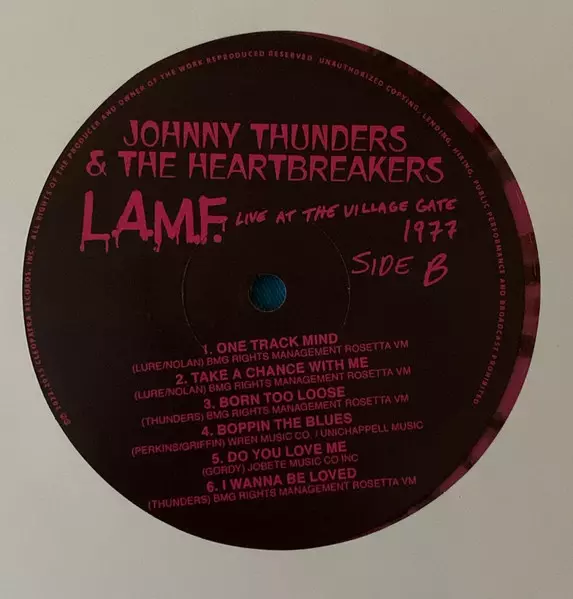 ALL RIGHTS OF THE PRODUCER AND OWNER OF THE WORK REPRODUCED RESERVED. UNAUTHORIZED COPYING, LENDING, HIRING, PUBLIC PERFORMANCE AND BROADCAST PROHIBITED.
JOHNNY THUNDERS
& THE HEARTBREAKERS
L.A.M.F. LIVE AT THE VILLAGE GATE
1977
SIDE B
1. ONE TRACK MIND
(LURE/NOLAN) BMG RIGHTS MANAGEMENT ROSETTA VM
2. TAKE A CHANCE WITH ME
(LURE/NOLAN) BMG RIGHTS MANAGEMENT ROSETTA VM
3. BORN TOO LOOSE
(THUNDERS) BMG RIGHTS MANAGEMENT ROSETTA VM
4. BOPPIN THE BLUES
(PERKINS/GRIFFIN) WREN MUSIC CO. / UNICHAPPELL MUSIC
5. DO YOU LOVE ME
(GORDY) JOBETE MUSIC CO INC
6. I WANNA BE LOVED
(THUNDERS) BMG RIGHTS MANAGEMENT ROSETTA VM
CLEOPATRA RECORDS, INC.